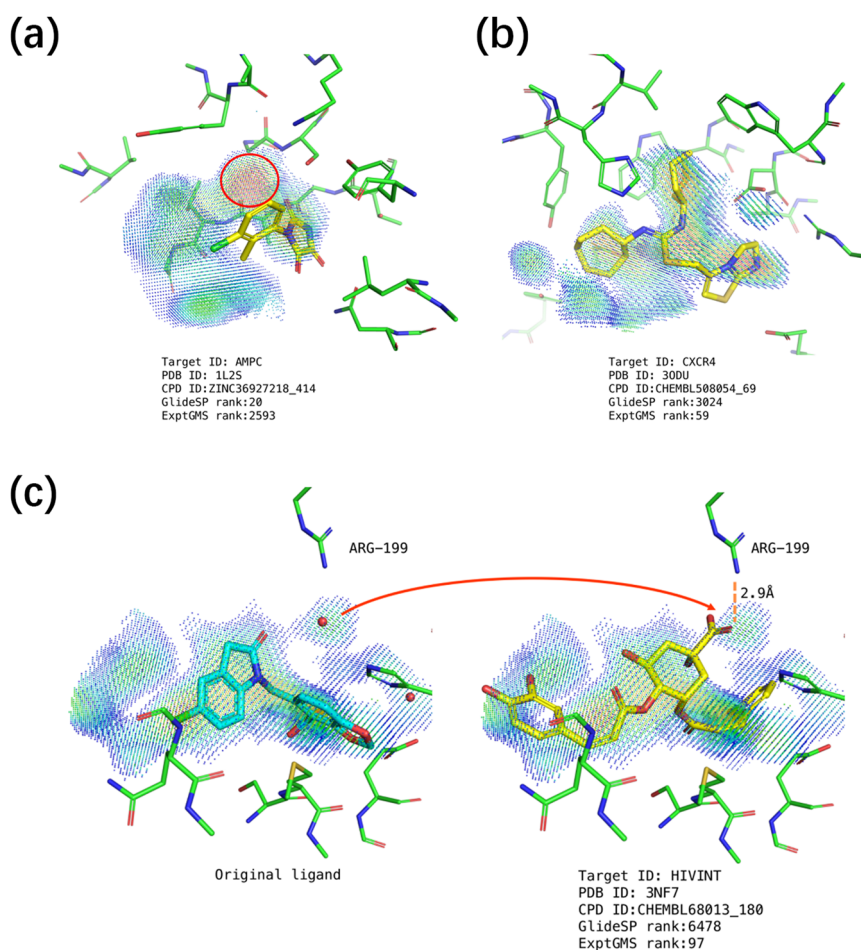 (a)
(b)
Target ID: AMPC
PDB ID: 1L2S
CPD ID:ZINC36927218_414
GlideSP rank:20
ExptGMS rank:2593
Target ID: CXCR4
PDB ID: 3ODU
CPD ID:CHEMBL508054_69
GlideSP rank:3024
ExptGMS rank:59
(c)
ARG-199
ARG-199
2.9Å
Original ligand
Target ID: HIVINT
PDB ID: 3NF7
CPD ID:CHEMBL68013_180
GlideSP rank:6478
ExptGMS rank:97